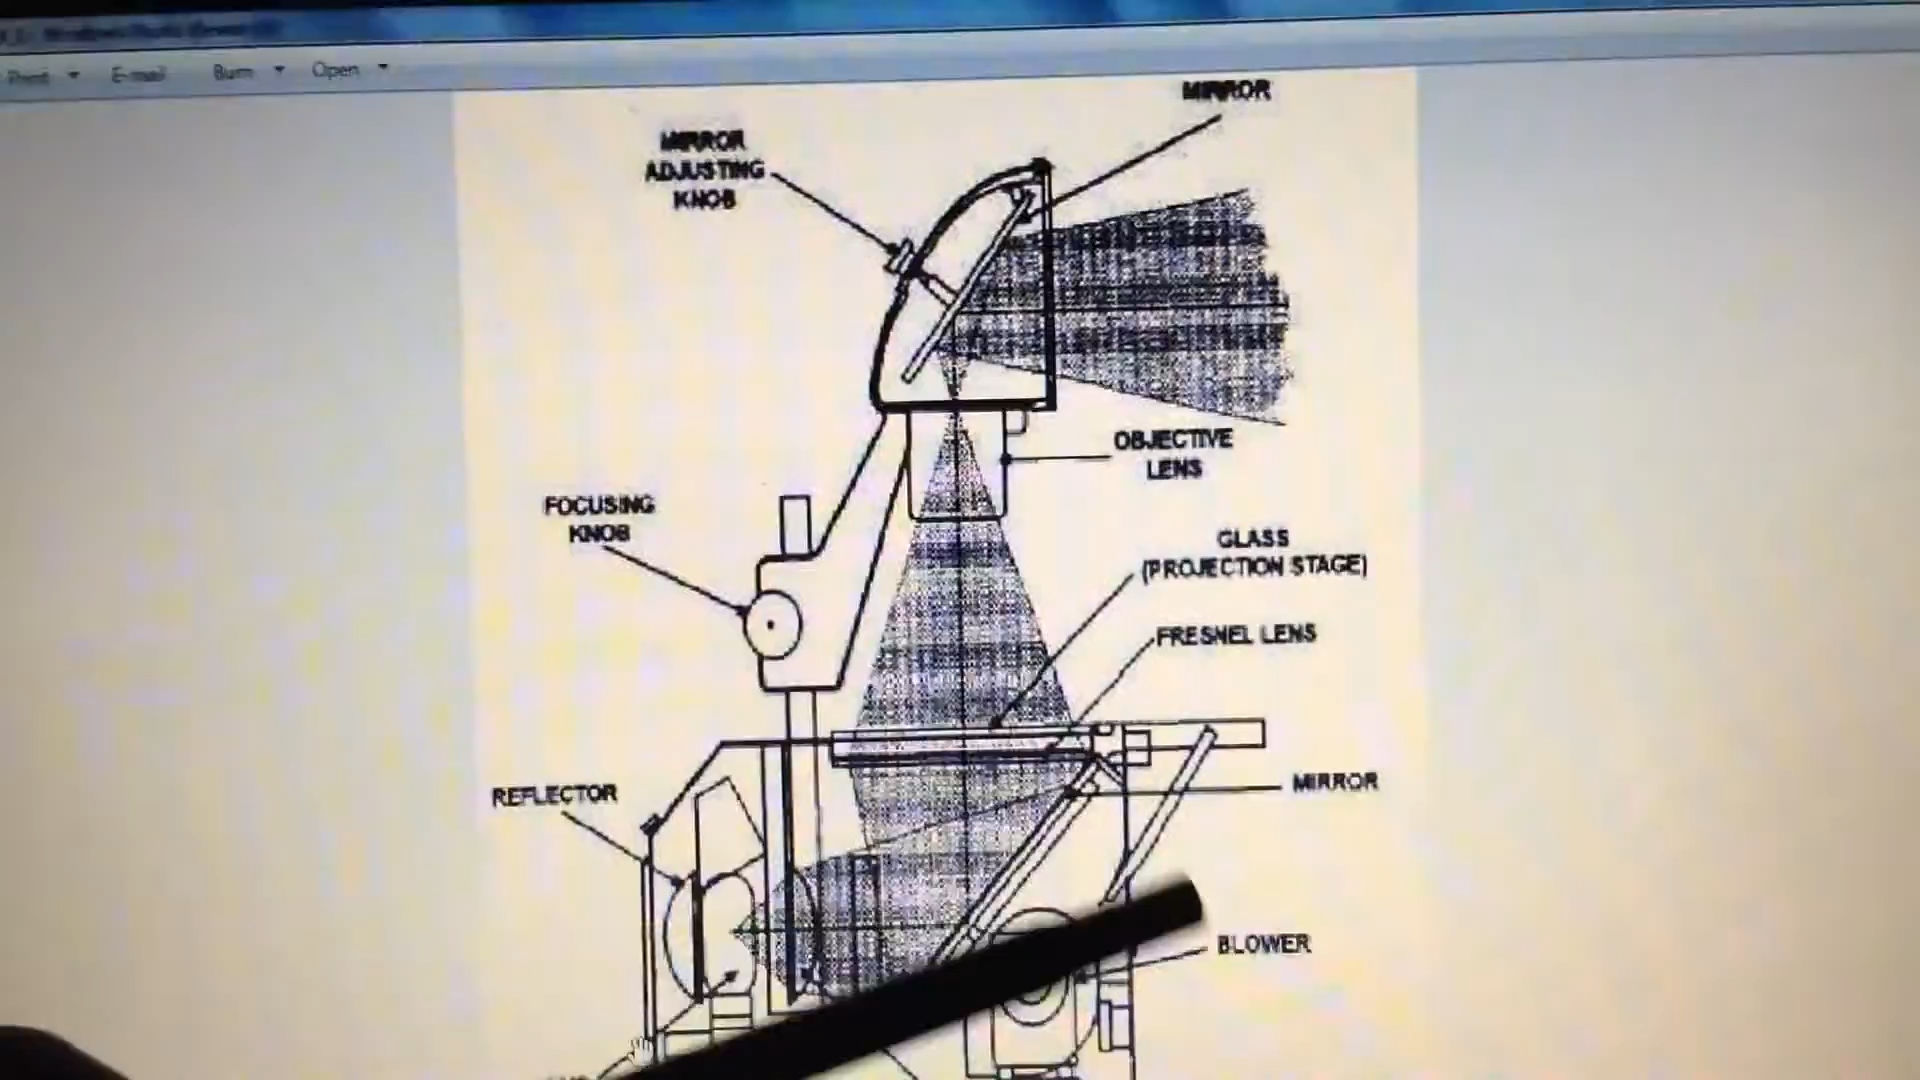 Print
E-mail
Burn
Open
MIRROR
MIRROR
ADJUSTING
KNOB
OBJECTIVE
LENS
FOCUSING
KNOB
GLASS
(PROJECTION STAGE)
FRESNEL LENS
REFLECTOR
MIRROR
BLOWER